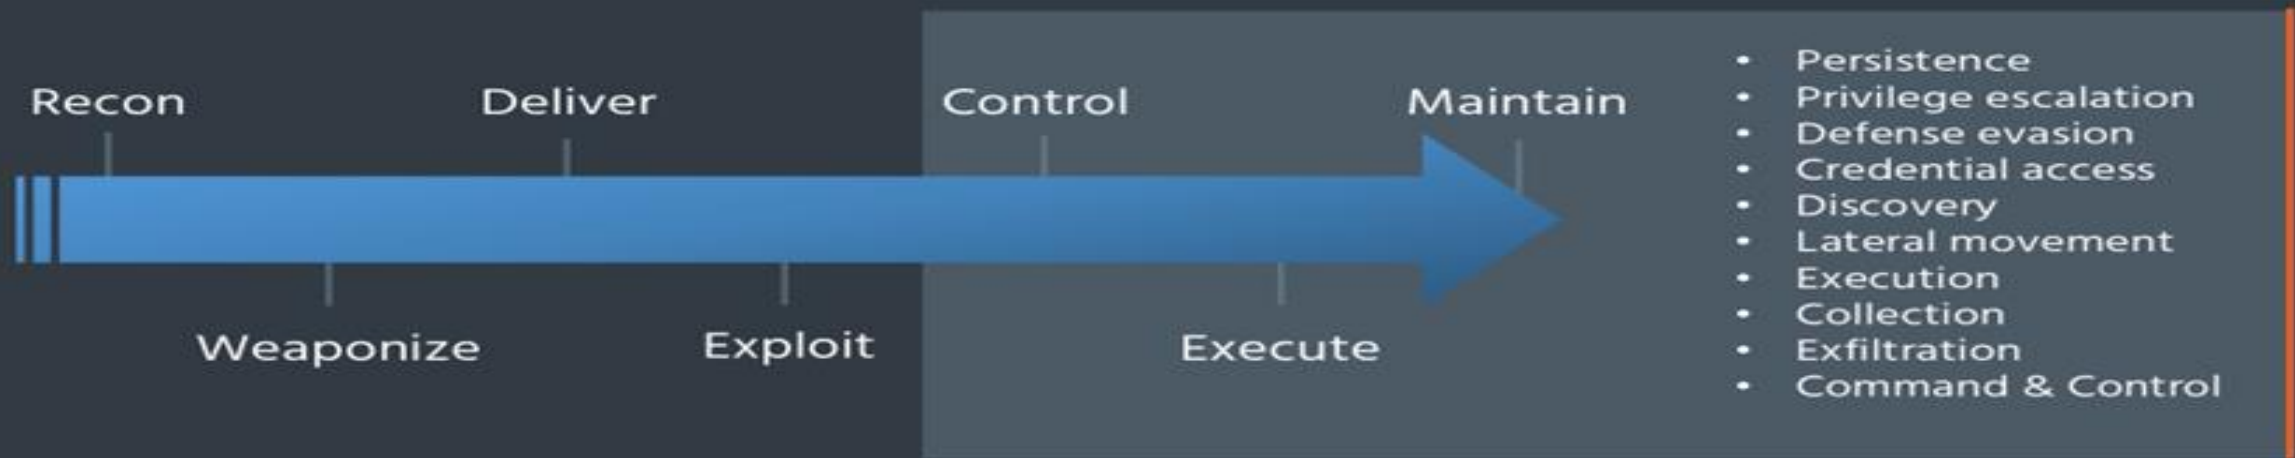 Recon
Deliver
Control
Maintain
Weaponize
Exploit
Execute
• Persistence
• Privilege escalation
• Defense evasion
• Credential access
• Discovery
• Lateral movement
• Execution
• Collection
• Exfiltration
• Command & Control